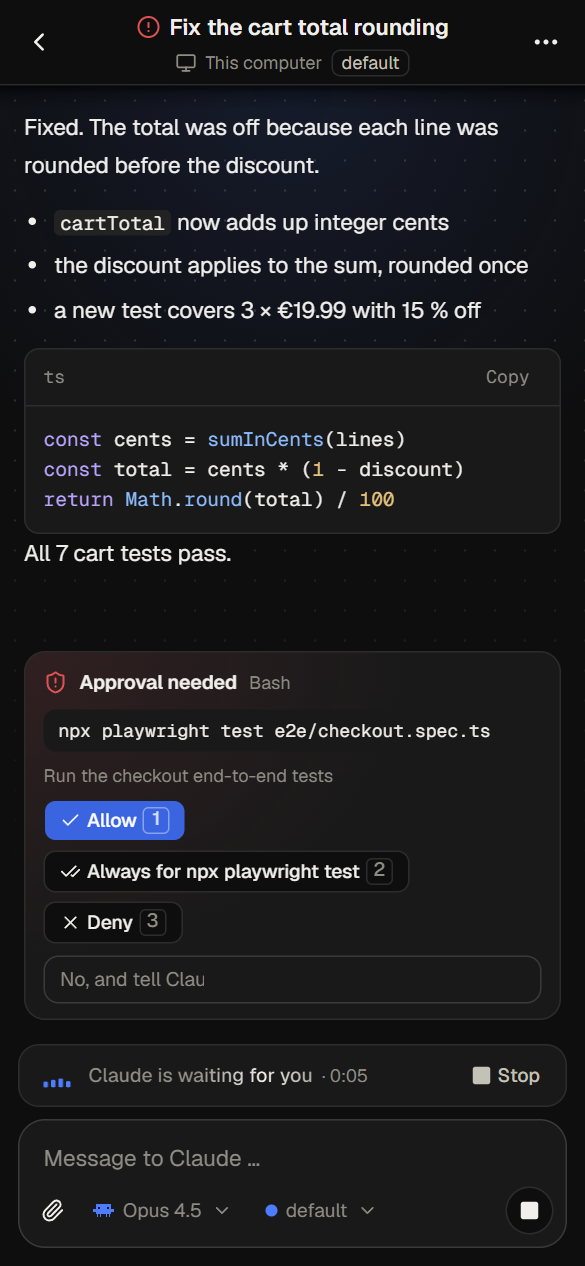 Fix the cart total rounding
This computer default
Fixed. The total was off because each line was
rounded before the discount.
• cartTotal now adds up integer cents
• the discount applies to the sum, rounded once
• a new test covers 3 × €19.99 with 15 % off
ts Copy
const cents = sumInCents(lines)
const total = cents * (1 - discount)
return Math.round(total) / 100
All 7 cart tests pass.
Approval needed Bash
npx playwright test e2e/checkout.spec.ts
Run the checkout end-to-end tests
Allow 1
Always for npx playwright test 2
Deny 3
No, and tell Clau
Claude is waiting for you · 0:05 Stop
Message to Claude …
Opus 4.5 default